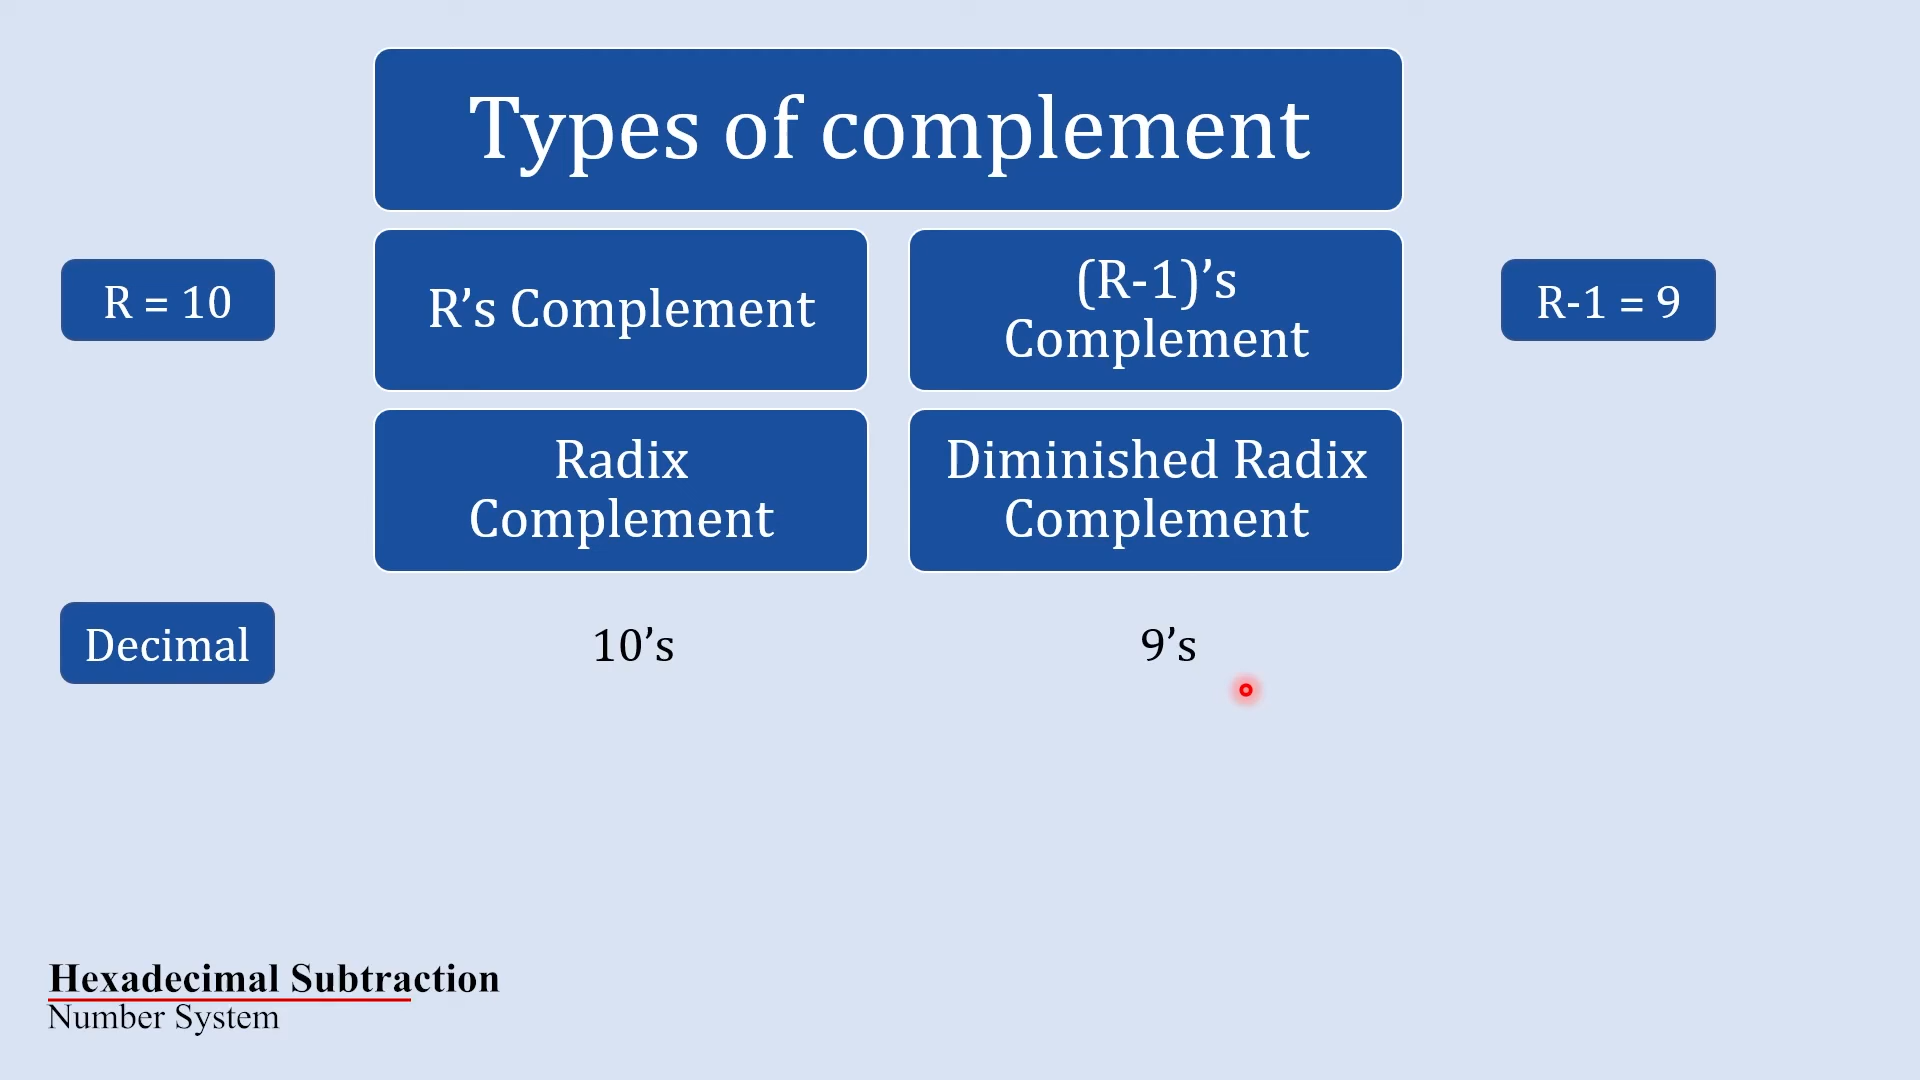 Types of complement
R = 10
R’s Complement
(R-1)’s
Complement
R-1 = 9
Radix
Complement
Diminished Radix
Complement
Decimal
10’s
9’s
Hexadecimal Subtraction
Number System